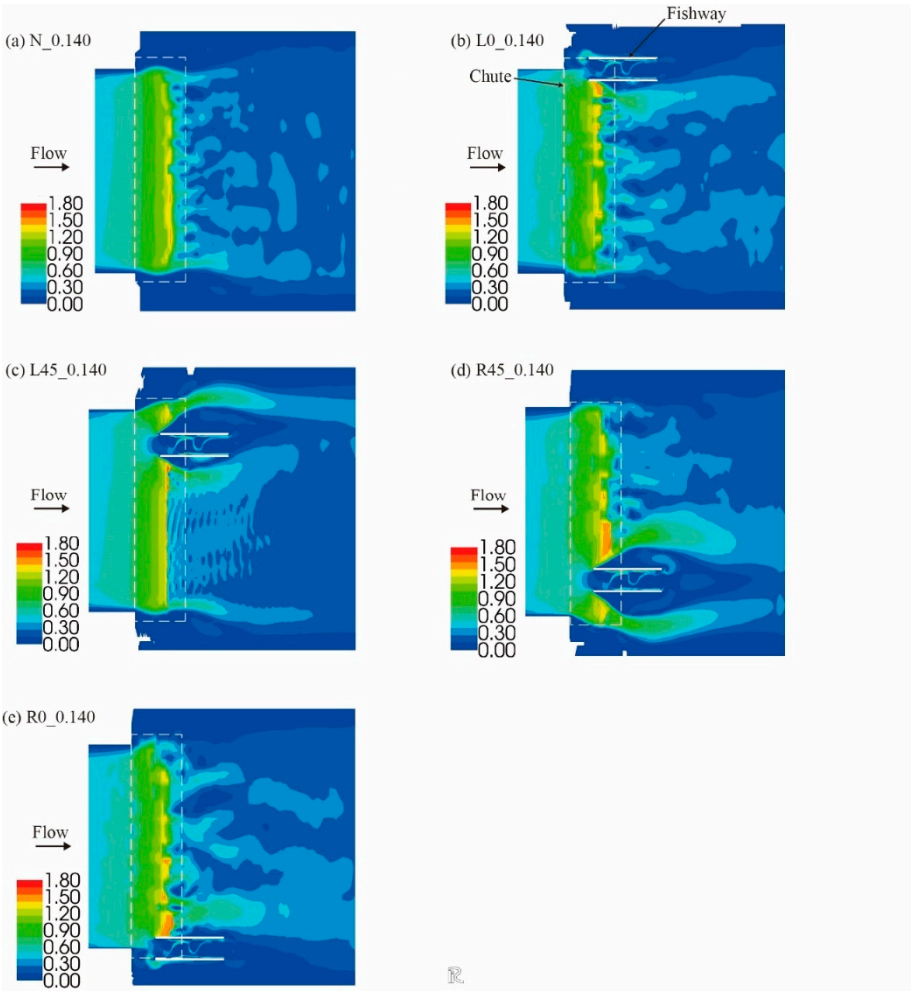 (a) N_0.140
Flow
1.80
1.50
1.20
0.90
0.60
0.30
0.00
(b) L0_0.140
Fishway
Chute
Flow
1.80
1.50
1.20
0.90
0.60
0.30
0.00
(c) L45_0.140
Flow
1.80
1.50
1.20
0.90
0.60
0.30
0.00
(d) R45_0.140
Flow
1.80
1.50
1.20
0.90
0.60
0.30
0.00
(e) R0_0.140
Flow
1.80
1.50
1.20
0.90
0.60
0.30
0.00
R